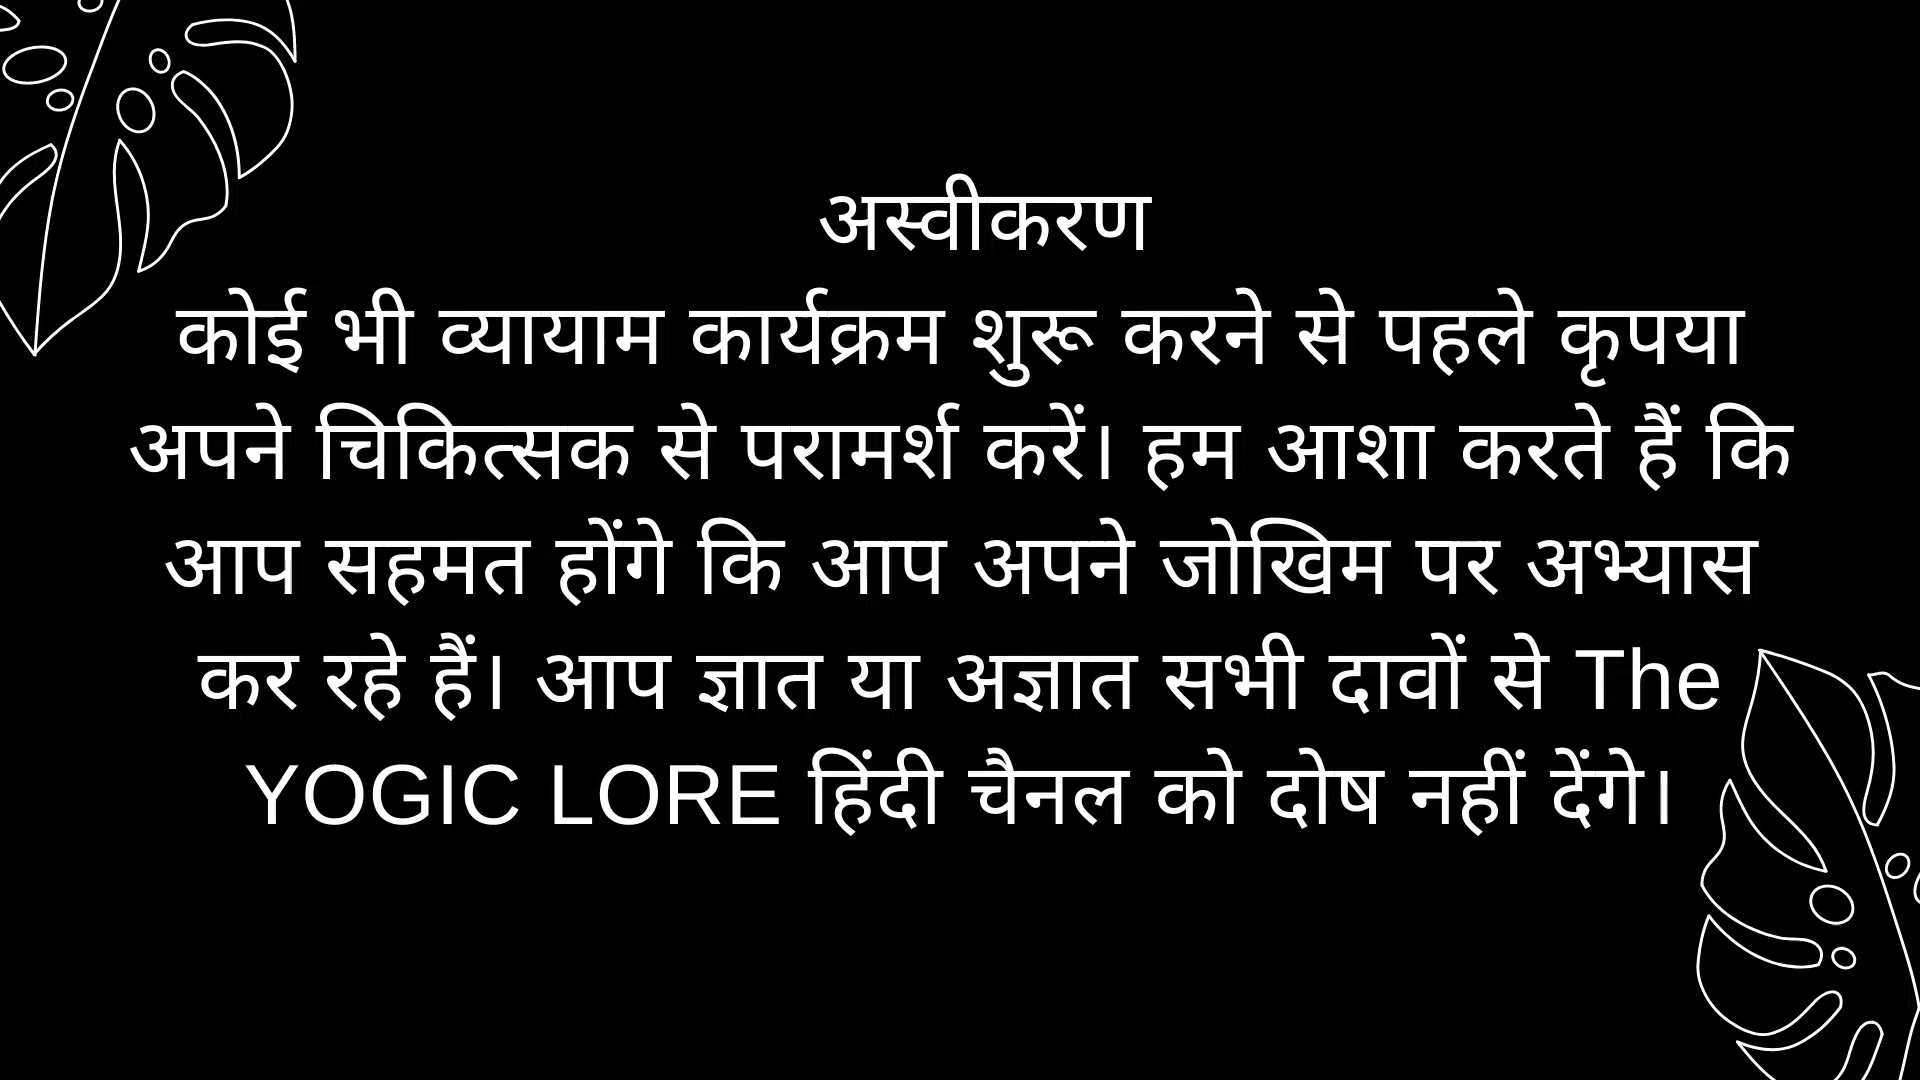 अस्वीकरण
कोई भी व्यायाम कार्यक्रम शुरू करने से पहले कृपया
अपने चिकित्सक से परामर्श करें। हम आशा करते हैं कि
आप सहमत होंगे कि आप अपने जोखिम पर अभ्यास
कर रहे हैं। आप ज्ञात या अज्ञात सभी दावों से The
YOGIC LORE हिंदी चैनल को दोष नहीं देंगे।